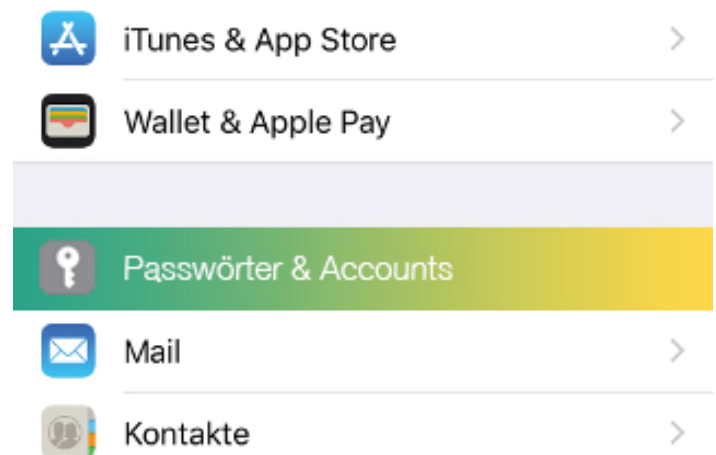 iTunes & App Store
Wallet & Apple Pay
Passwörter & Accounts
Mail
Kontakte